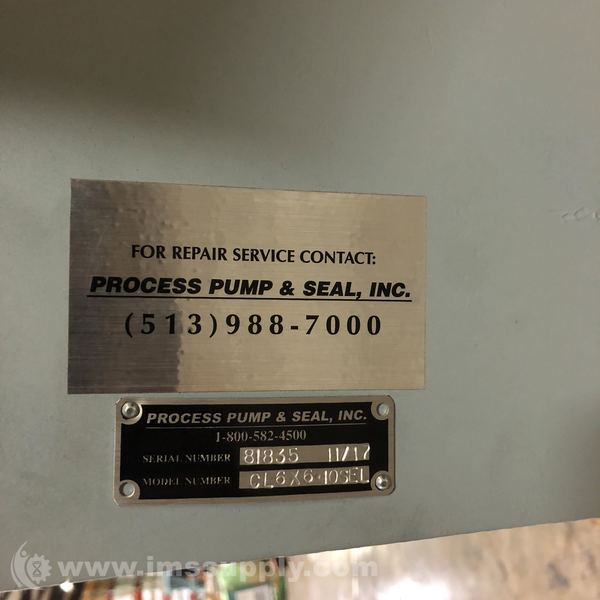 FOR REPAIR SERVICE CONTACT:
PROCESS PUMP & SEAL, INC.
(513)988-7000
PROCESS PUMP & SEAL, INC.
1-800-582-4500
SERIAL NUMBER 81835 11/17
MODEL NUMBER CL6X6-10SEI
www.imssupply.com